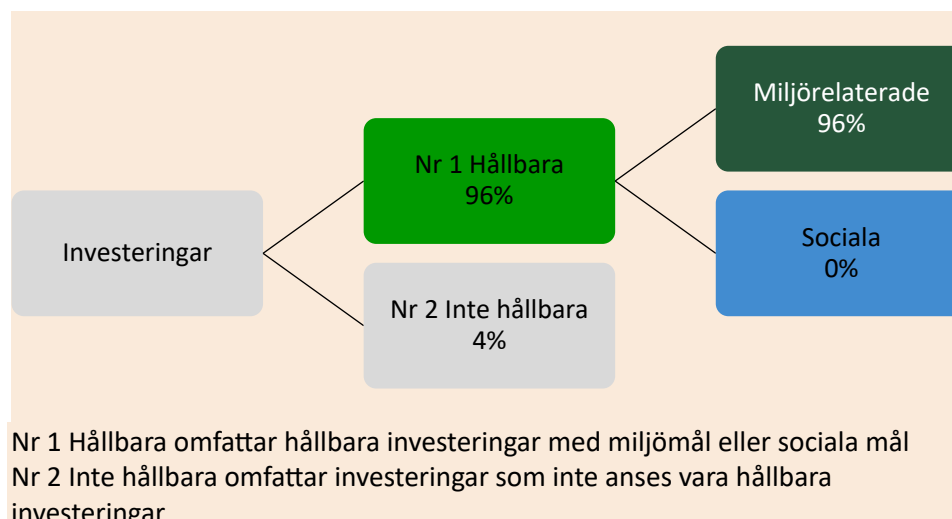 Investeringar
Nr 1 Hållbara
96%
Nr 2 Inte hållbara
4%
Miljörelaterade
96%
Sociala
0%
Nr 1 Hållbara omfattar hållbara investeringar med miljömål eller sociala mål
Nr 2 Inte hållbara omfattar investeringar som inte anses vara hållbara
investeringar